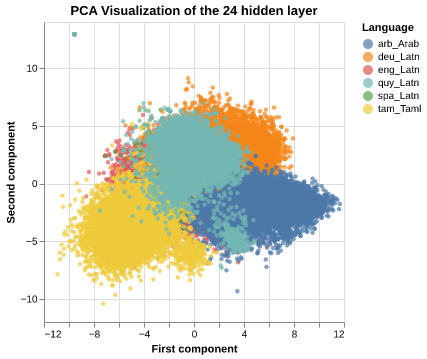 PCA Visualization of the 24 hidden layer
Language
arb_Arab
deu_Latn
eng_Latn
quy_Latn
spa_Latn
tam_Taml
10
5
0
−5
−10
Second component
−12 −8 −4 0 4 8 12
First component